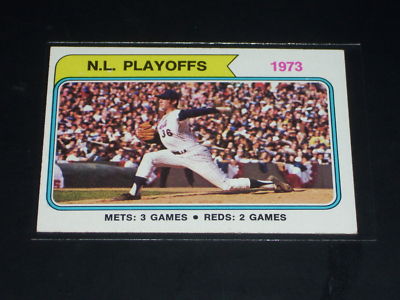 N.L. PLAYOFFS 1973
36
METS: 3 GAMES ● REDS: 2 GAMES